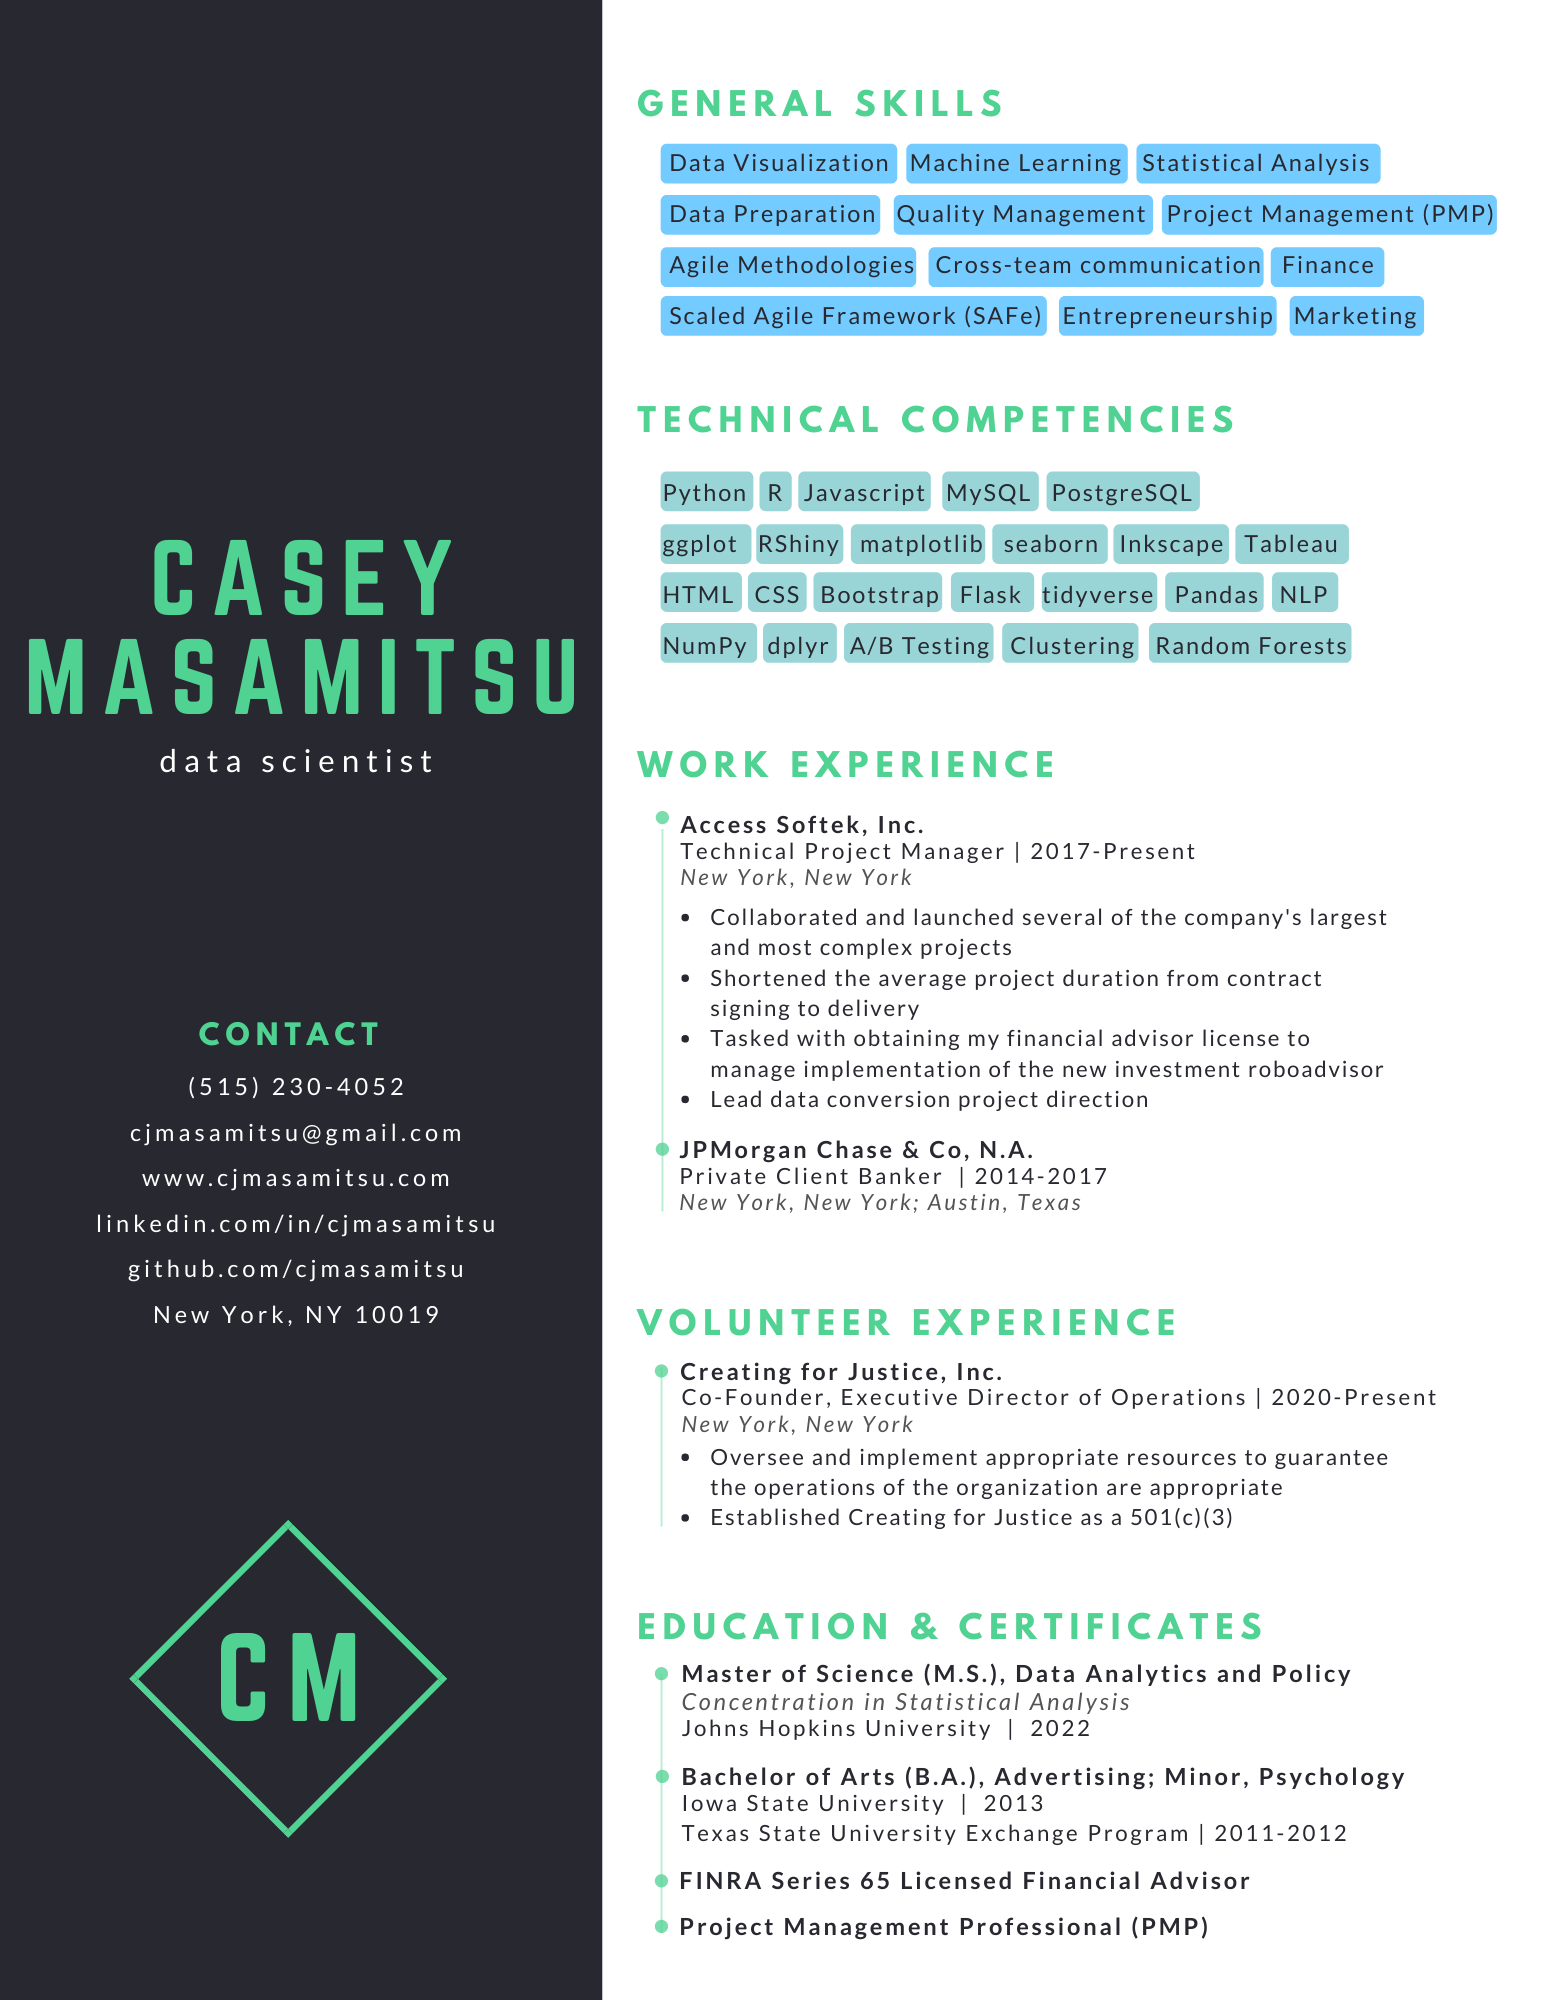 CASEY
MASAMITSU
data scientist
CONTACT
(515) 230-4052
cjmasamitsu@gmail.com
www.cjmasamitsu.com
linkedin.com/in/cjmasamitsu
github.com/cjmasamitsu
New York, NY 10019
CM
GENERAL SKILLS
Data Visualization Machine Learning Statistical Analysis
Data Preparation Quality Management Project Management (PMP)
Agile Methodologies Cross-team communication Finance
Scaled Agile Framework (SAFe) Entrepreneurship Marketing
TECHNICAL COMPETENCIES
Python R Javascript MySQL PostgreSQL
ggplot RShiny matplotlib seaborn Inkscape Tableau
HTML CSS Bootstrap Flask tidyverse Pandas NLP
NumPy dplyr A/B Testing Clustering Random Forests
WORK EXPERIENCE
Access Softek, Inc.
Technical Project Manager | 2017-Present
New York, New York
• Collaborated and launched several of the company's largest
and most complex projects
• Shortened the average project duration from contract
signing to delivery
• Tasked with obtaining my financial advisor license to
manage implementation of the new investment roboadvisor
• Lead data conversion project direction
JPMorgan Chase & Co, N.A.
Private Client Banker | 2014-2017
New York, New York; Austin, Texas
VOLUNTEER EXPERIENCE
Creating for Justice, Inc.
Co-Founder, Executive Director of Operations | 2020-Present
New York, New York
• Oversee and implement appropriate resources to guarantee
the operations of the organization are appropriate
• Established Creating for Justice as a 501(c)(3)
EDUCATION & CERTIFICATES
Master of Science (M.S.), Data Analytics and Policy
Concentration in Statistical Analysis
Johns Hopkins University | 2022
Bachelor of Arts (B.A.), Advertising; Minor, Psychology
Iowa State University | 2013
Texas State University Exchange Program | 2011-2012
FINRA Series 65 Licensed Financial Advisor
Project Management Professional (PMP)